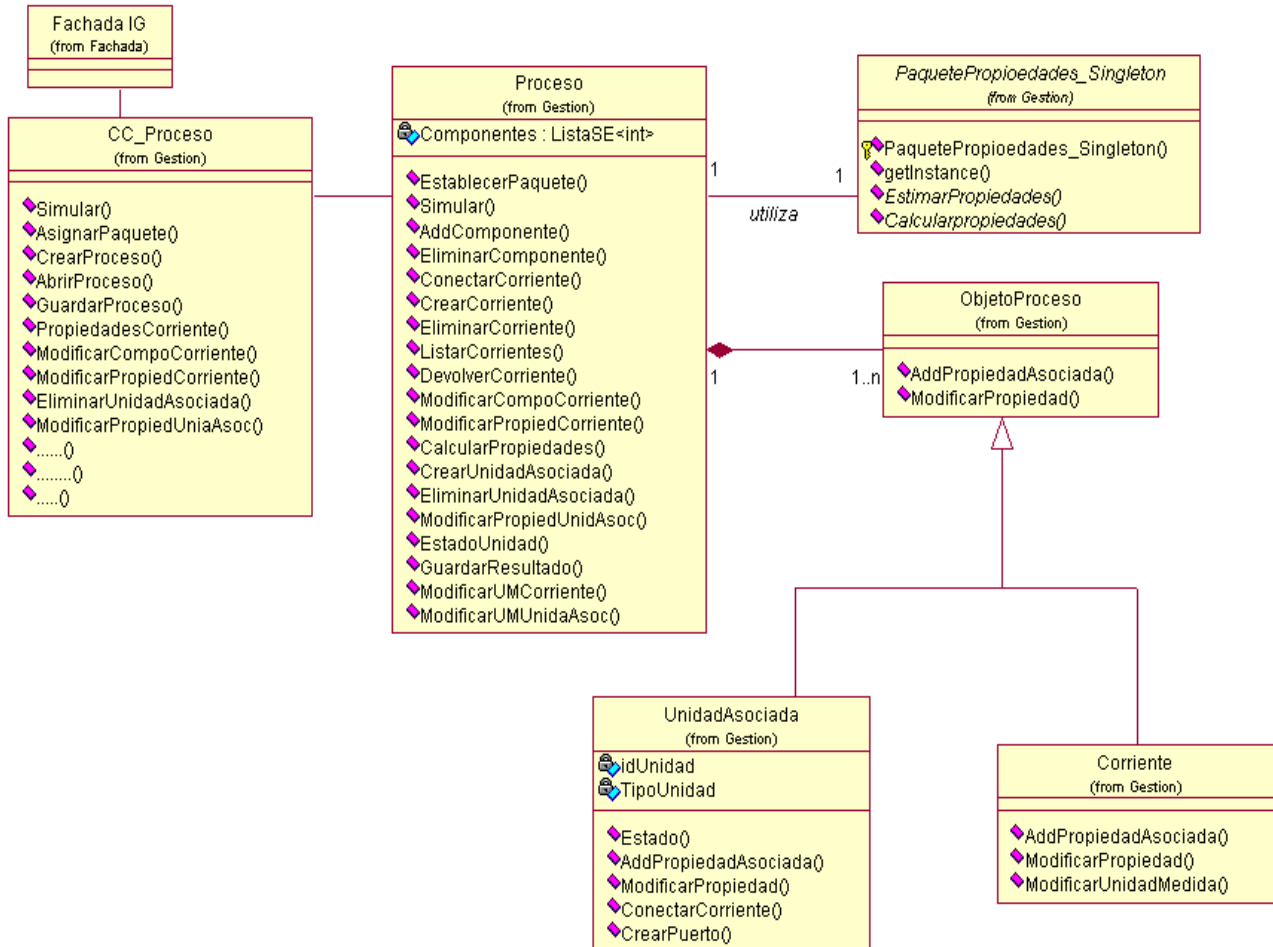 Fachada IG
(from Fachada)
CC_Proceso
(from Gestion)
Simular()
AsignarPaquete()
CrearProceso()
AbrirProceso()
GuardarProceso()
PropiedadesCorriente()
ModificarCompoCorriente()
ModificarPropiedCorriente()
EliminarUnidadAsociada()
ModificarPropiedUniaAsoc()
......()
........()
.....()
Proceso
(from Gestion)
Componentes : ListaSE<int>
EstablecerPaquete()
Simular()
AddComponente()
EliminarComponente()
ConectarCorriente()
CrearCorriente()
EliminarCorriente()
ListarCorrientes()
DevolverCorriente()
ModificarCompoCorriente()
ModificarPropiedCorriente()
CalcularPropiedades()
CrearUnidadAsociada()
EliminarUnidadAsociada()
ModificarPropiedUnidAsoc()
EstadoUnidad()
GuardarResultado()
ModificarUMCorriente()
ModificarUMUnidaAsoc()
1
1
utiliza
PaquetePropioedades_Singleton
(from Gestion)
PaquetePropioedades_Singleton()
getInstance()
EstimarPropiedades()
Calcularpropiedades()
1
1..n
ObjetoProceso
(from Gestion)
AddPropiedadAsociada()
ModificarPropiedad()
UnidadAsociada
(from Gestion)
idUnidad
TipoUnidad
Estado()
AddPropiedadAsociada()
ModificarPropiedad()
ConectarCorriente()
CrearPuerto()
Corriente
(from Gestion)
AddPropiedadAsociada()
ModificarPropiedad()
ModificarUnidadMedida()